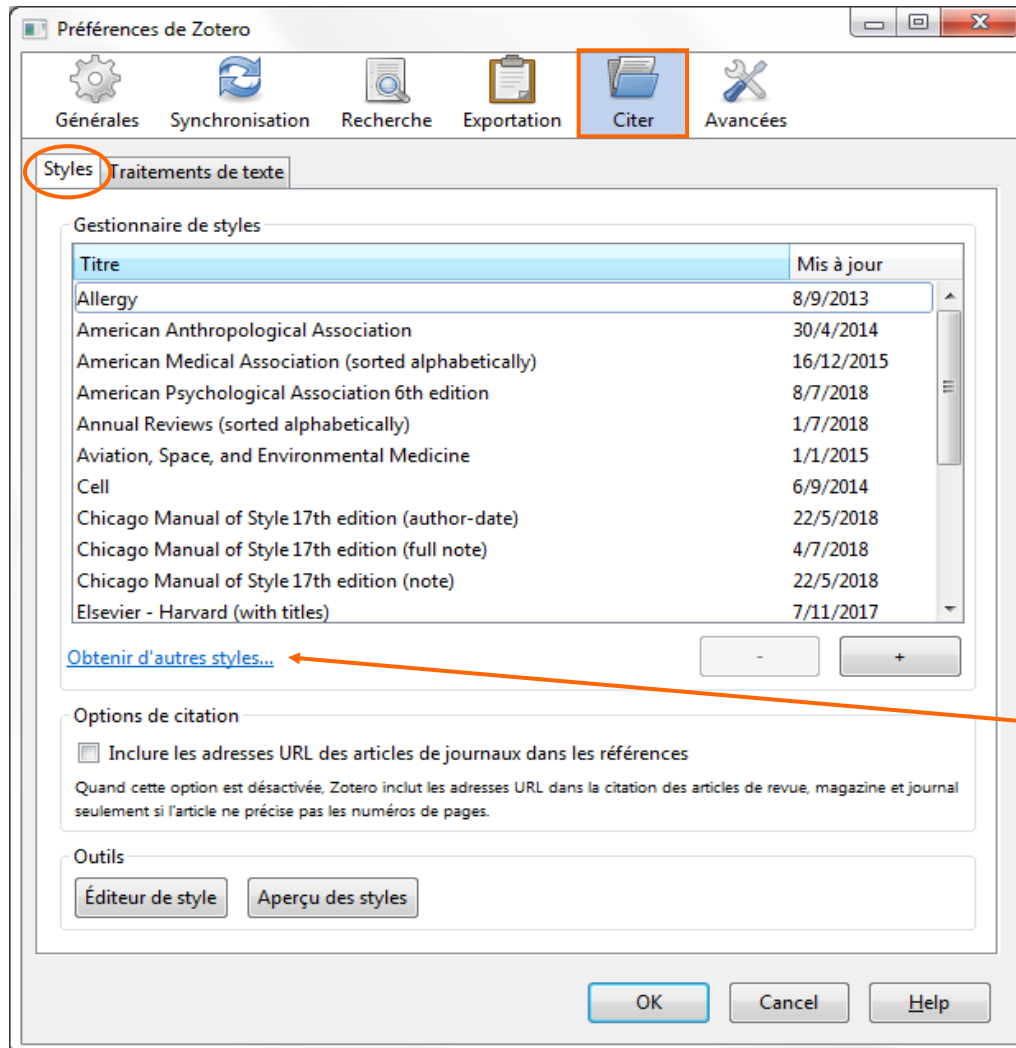 Préférences de Zotero
Générales Synchronisation Recherche Exportation Citer Avancées
Styles Traitements de texte
Gestionnaire de styles
Titre Mis à jour
Allergy 8/9/2013
American Anthropological Association 30/4/2014
American Medical Association (sorted alphabetically) 16/12/2015
American Psychological Association 6th edition 8/7/2018
Annual Reviews (sorted alphabetically) 1/7/2018
Aviation, Space, and Environmental Medicine 1/1/2015
Cell 6/9/2014
Chicago Manual of Style 17th edition (author-date) 22/5/2018
Chicago Manual of Style 17th edition (full note) 4/7/2018
Chicago Manual of Style 17th edition (note) 22/5/2018
Elsevier - Harvard (with titles) 7/11/2017
Obtenir d'autres styles... - +
Options de citation
Inclure les adresses URL des articles de journaux dans les références
Quand cette option est désactivée, Zotero inclut les adresses URL dans la citation des articles de revue, magazine et journal
seulement si l'article ne précise pas les numéros de pages.
Outils
Éditeur de style Aperçu des styles
OK Cancel Help